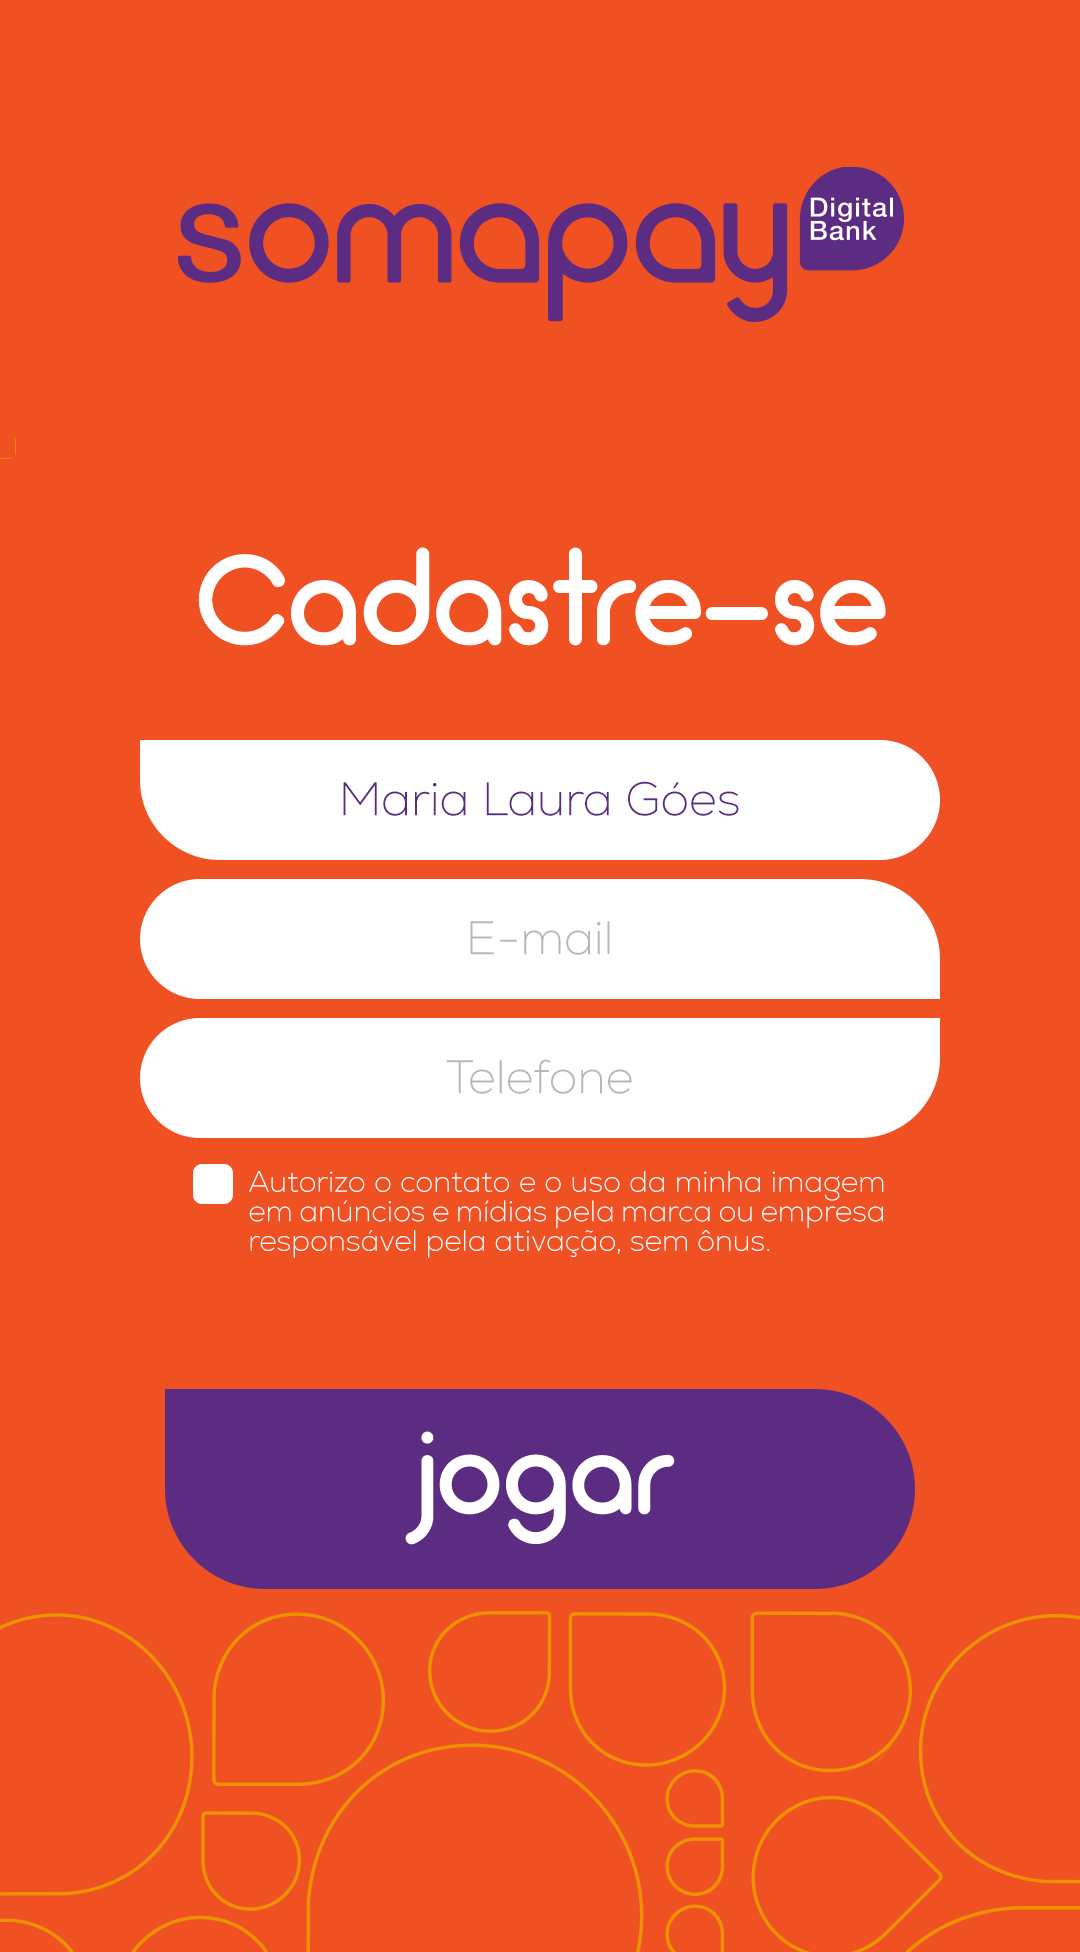 somapay
Digital
Bank
Cadastre-se
Maria Laura Góes
E-mail
Telefone
Autorizo o contato e o uso da minha imagem
em anúncios e mídias pela marca ou empresa
responsável pela ativação, sem ônus.
jogar